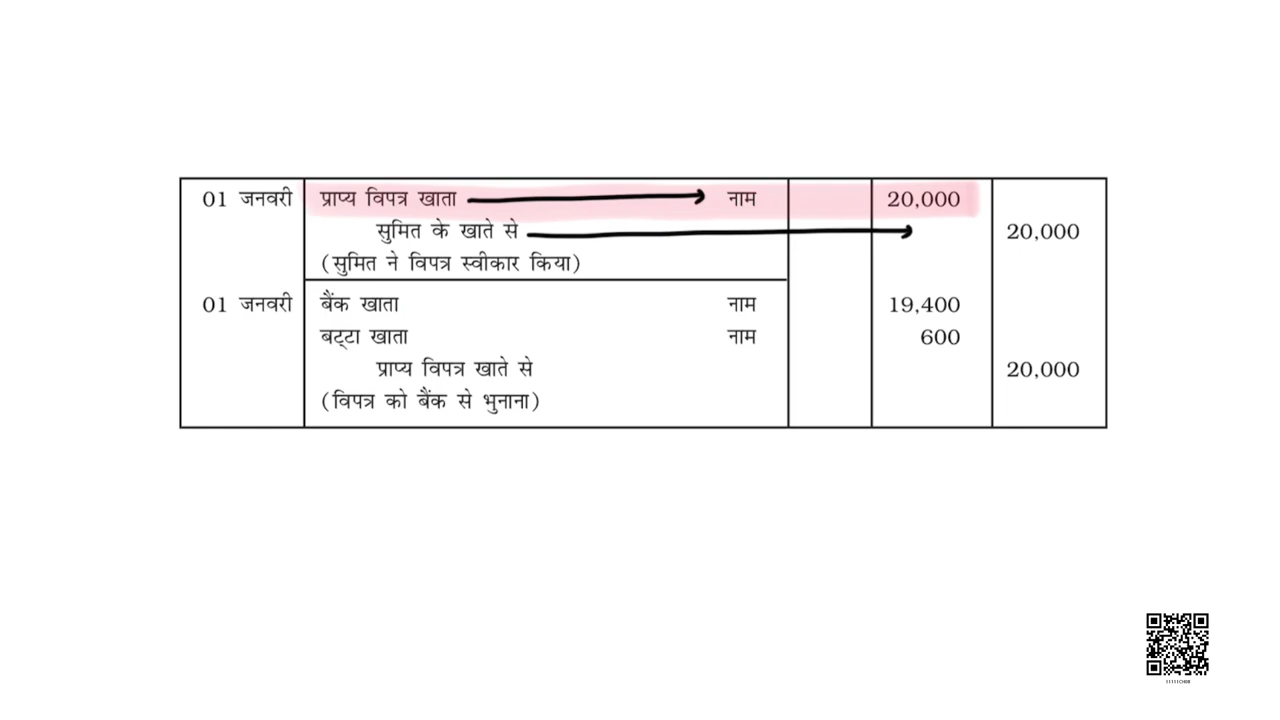 01 जनवरी प्राप्य विपत्र खाता नाम 20,000
सुमित के खाते से 20,000
(सुमित ने विपत्र स्वीकार किया)
01 जनवरी बैंक खाता नाम 19,400
बट्टा खाता नाम 600
प्राप्य विपत्र खाते से 20,000
(विपत्र को बैंक से भुनाना)